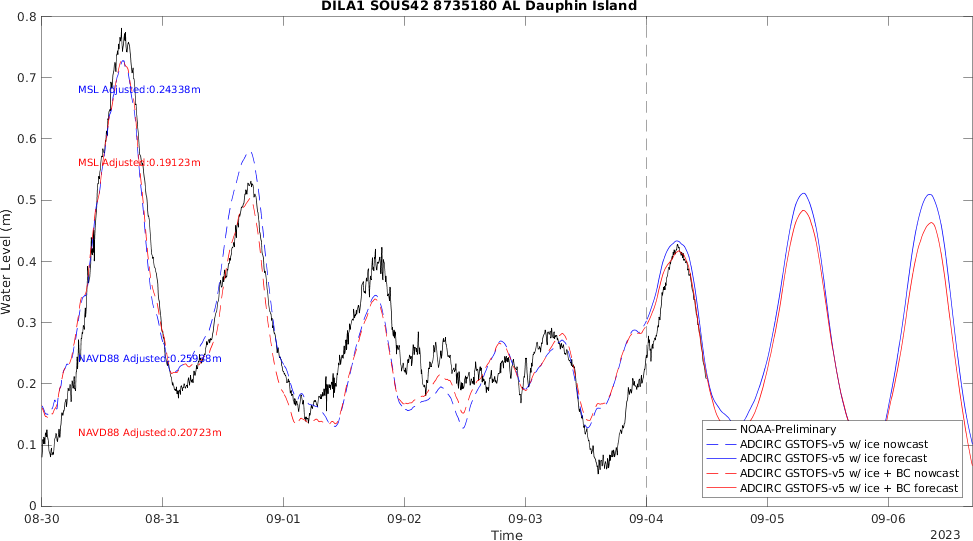 DILA1 SOUS42 8735180 AL Dauphin Island
0.8
0.7
0.6
0.5
0.4
0.3
0.2
0.1
0
Water Level (m)
MSL Adjusted:0.24338m
MSL Adjusted:0.19123m
NAVD88 Adjusted:0.25938m
NAVD88 Adjusted:0.20723m
NOAA-Preliminary
ADCIRC GSTOFS-v5 w/ ice nowcast
ADCIRC GSTOFS-v5 w/ ice forecast
ADCIRC GSTOFS-v5 w/ ice + BC nowcast
ADCIRC GSTOFS-v5 w/ ice + BC forecast
08-30 08-31 09-01 09-02 09-03 09-04 09-05 09-06
Time
2023